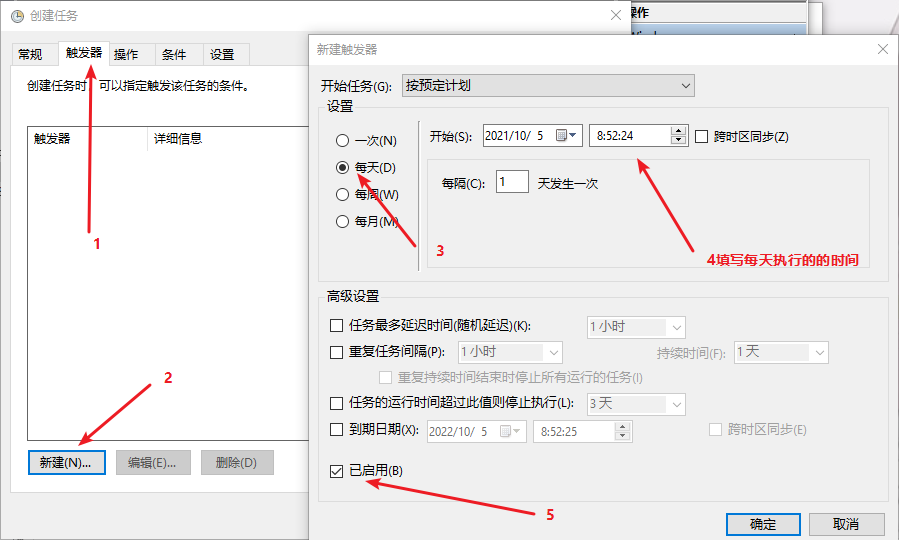 创建任务
操作
常规 触发器 操作 条件 设置
创建任务时，可以指定触发该任务的条件。
触发器 详细信息
1
2
新建(N)... 编辑(E)... 删除(D)
新建触发器
开始任务(G): 按预定计划
设置
一次(N)
每天(D)
每周(W)
每月(M)
开始(S): 2021/10/ 5 8:52:24 跨时区同步(Z)
每隔(C): 1 天发生一次
3
4填写每天执行的的时间
高级设置
任务最多延迟时间(随机延迟)(K): 1 小时
重复任务间隔(P): 1 小时 持续时间(F): 1 天
重复持续时间结束时停止所有运行的任务(I)
任务的运行时间超过此值则停止执行(L): 3 天
到期日期(X): 2022/10/ 5 8:52:25 跨时区同步(E)
已启用(B)
5
确定 取消